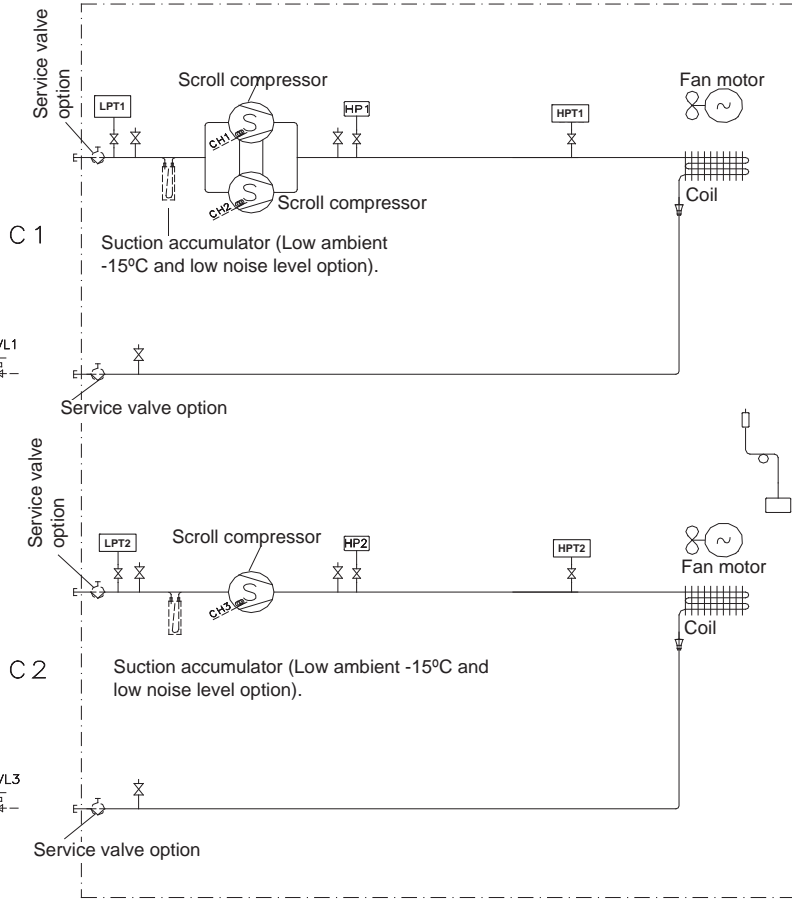 Service valve
option
LPT1
Scroll compressor
HP1
HPT1
Fan motor
S
CH1
S
CH2
Scroll compressor
Coil
C 1
Suction accumulator (Low ambient
-15ºC and low noise level option).
VL1
Service valve option
Service valve
option
LPT2
Scroll compressor
HP2
HPT2
Fan motor
S
CH3
Coil
C 2
Suction accumulator (Low ambient -15ºC and
low noise level option).
VL3
Service valve option